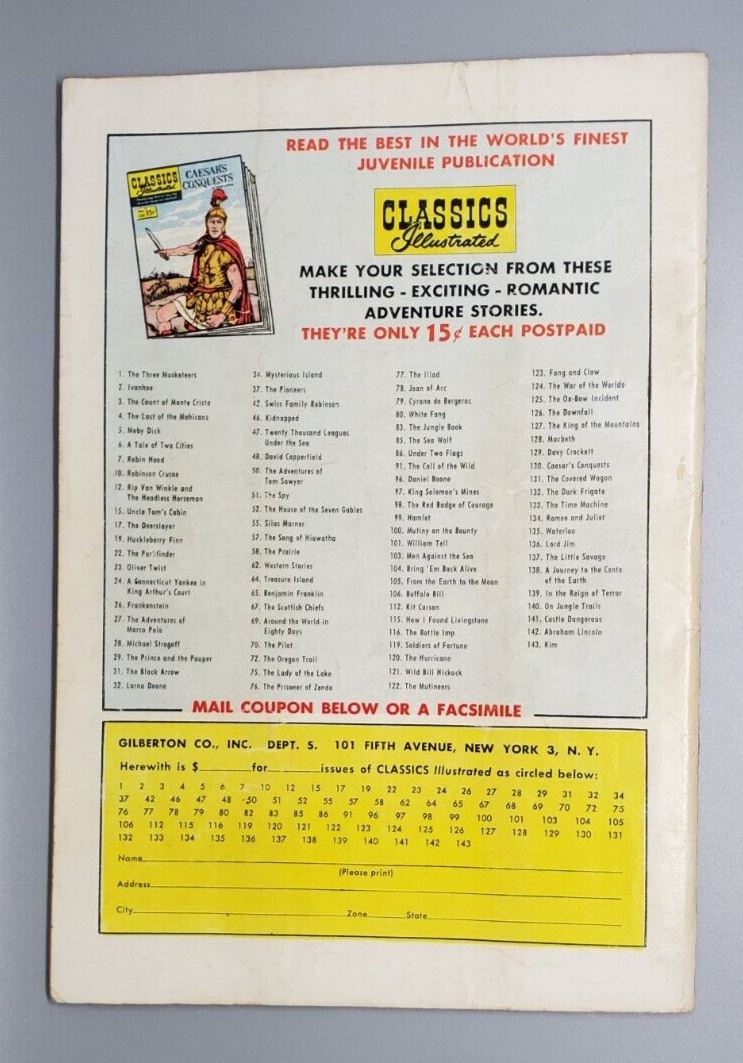 READ THE BEST IN THE WORLD'S FINEST
JUVENILE PUBLICATION
CLASSICS
Illustrated
CAESAR'S
CONQUESTS
15¢
CLASSICS
Illustrated
MAKE YOUR SELECTION FROM THESE
THRILLING - EXCITING - ROMANTIC
ADVENTURE STORIES.
THEY'RE ONLY 15¢ EACH POSTPAID
1. The Three Musketeers
2. Ivanhoe
3. The Count of Monte Cristo
4. The Last of the Mohicans
5. Moby Dick
6. A Tale of Two Cities
7. Robin Hood
10. Robinson Crusoe
12. Rip Van Winkle and
The Headless Horseman
15. Uncle Tom's Cabin
17. The Deerslayer
19. Huckleberry Finn
22. The Pathfinder
23. Oliver Twist
24. A Connecticut Yankee in
King Arthur's Court
26. Frankenstein
27. The Adventures of
Marco Polo
28. Michael Strogoff
29. The Prince and the Pauper
31. The Black Arrow
32. Lorna Doone
34. Mysterious Island
37. The Pioneers
42. Swiss Family Robinson
46. Kidnapped
47. Twenty Thousand Leagues
Under the Sea
48. David Copperfield
50. The Adventures of
Tom Sawyer
51. The Spy
52. The House of the Seven Gables
55. Silas Marner
57. The Song of Hiawatha
58. The Prairie
62. Western Stories
64. Treasure Island
65. Benjamin Franklin
67. The Scottish Chiefs
69. Around the World in
Eighty Days
70. The Pilot
72. The Oregon Trail
75. The Lady of the Lake
76. The Prisoner of Zenda
77. The Iliad
78. Joan of Arc
79. Cyrano de Bergerac
80. White Fang
83. The Jungle Book
85. The Sea Wolf
86. Under Two Flags
91. The Call of the Wild
96. Daniel Boone
97. King Solomon's Mines
98. The Red Badge of Courage
99. Hamlet
100. Mutiny on the Bounty
101. William Tell
103. Men Against the Sea
104. Bring 'Em Back Alive
105. From the Earth to the Moon
106. Buffalo Bill
112. Kit Carson
115. How I Found Livingstone
116. The Bottle Imp
119. Soldiers of Fortune
120. The Hurricane
121. Wild Bill Hickock
122. The Mutineers
123. Fang and Claw
124. The War of the Worlds
125. The Ox-Bow Incident
126. The Downfall
127. The King of the Mountains
128. Macbeth
129. Davy Crockett
130. Caesar's Conquests
131. The Covered Wagon
132. The Dark Frigate
133. The Time Machine
134. Romeo and Juliet
135. Waterloo
136. Lord Jim
137. The Little Savage
138. A Journey to the Cente
of the Earth
139. In the Reign of Terror
140. On Jungle Trails
141. Castle Dangerous
142. Abraham Lincoln
143. Kim
MAIL COUPON BELOW OR A FACSIMILE
GILBERTON CO., INC. DEPT. S. 101 FIFTH AVENUE, NEW YORK 3, N. Y.
Herewith is $ for issues of CLASSICS Illustrated as circled below:
1 2 3 4 5 6 7 10 12 15 17 19 22 23 24 26 27 28 29 31 32 34
37 42 46 47 48 50 51 52 55 57 58 62 64 65 67 68 69 70 72 75
76 77 78 79 80 82 83 85 86 91 96 97 98 99 100 101 103 104 105
106 112 115 116 119 120 121 122 123 124 125 126 127 128 129 130 131
132 133 134 135 136 137 138 139 140 141 142 143
Name
(Please print)
Address
City Zone State